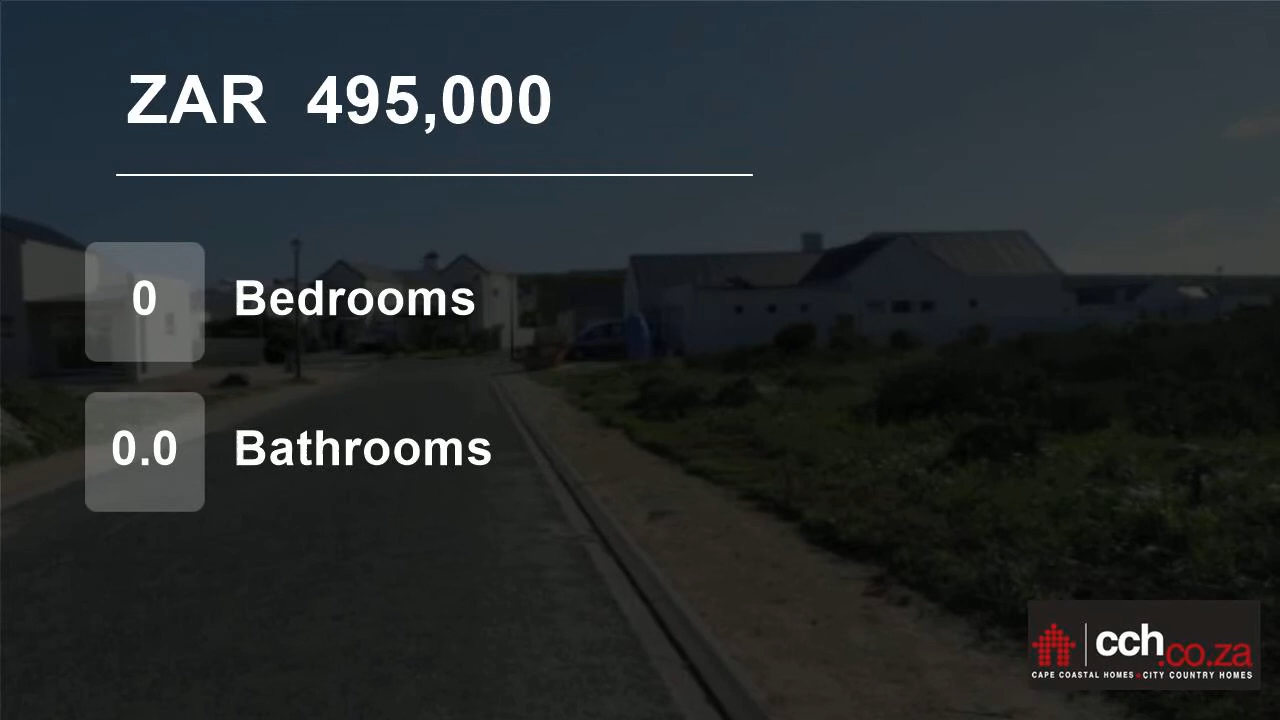 ZAR 495,000
0 Bedrooms
0.0 Bathrooms
cch.co.za
CAPE COASTAL HOMES CITY COUNTRY HOMES